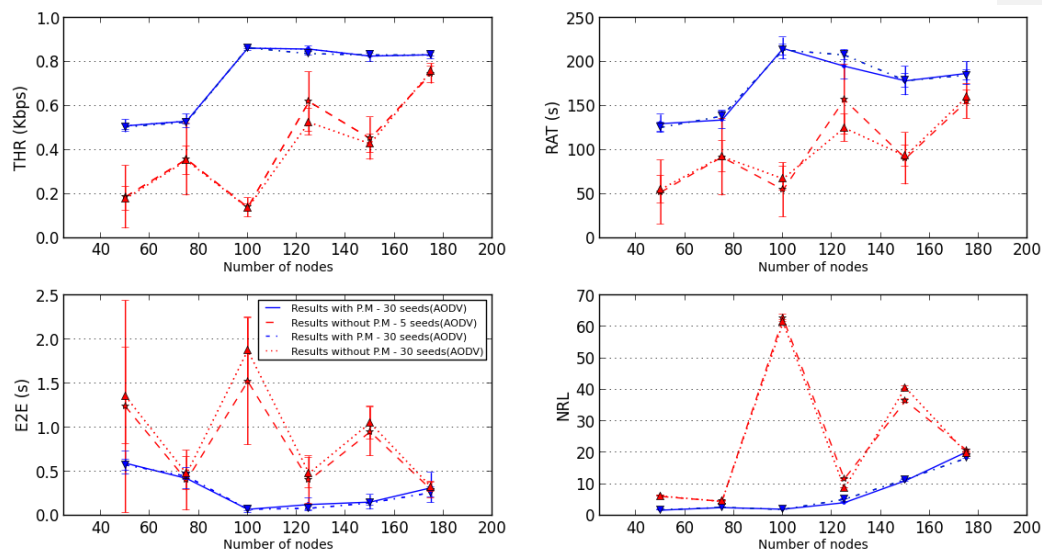 1.0
0.8
0.6
0.4
0.2
0.0
THR (Kbps)
40 60 80 100 120 140 160 180 200
Number of nodes
250
200
150
100
50
0
RAT (s)
40 60 80 100 120 140 160 180 200
Number of nodes
2.5
2.0
1.5
1.0
0.5
0.0
E2E (s)
Results with P.M - 30 seeds(AODV)
Results without P.M - 5 seeds(AODV)
Results with P.M - 30 seeds(AODV)
Results without P.M - 30 seeds(AODV)
40 60 80 100 120 140 160 180 200
Number of nodes
70
60
50
40
30
20
10
0
NRL
40 60 80 100 120 140 160 180 200
Number of nodes